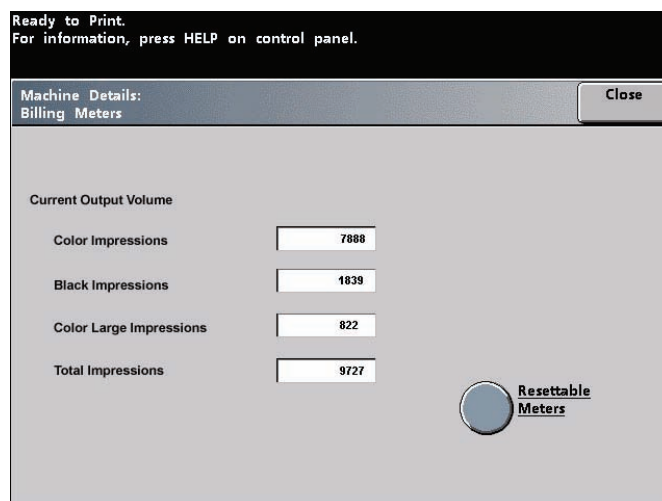 Ready to Print.
For information, press HELP on control panel.
Machine Details:
Billing Meters
Close
Current Output Volume
Color Impressions 7888
Black Impressions 1839
Color Large Impressions 822
Total Impressions 9727
Resettable
Meters